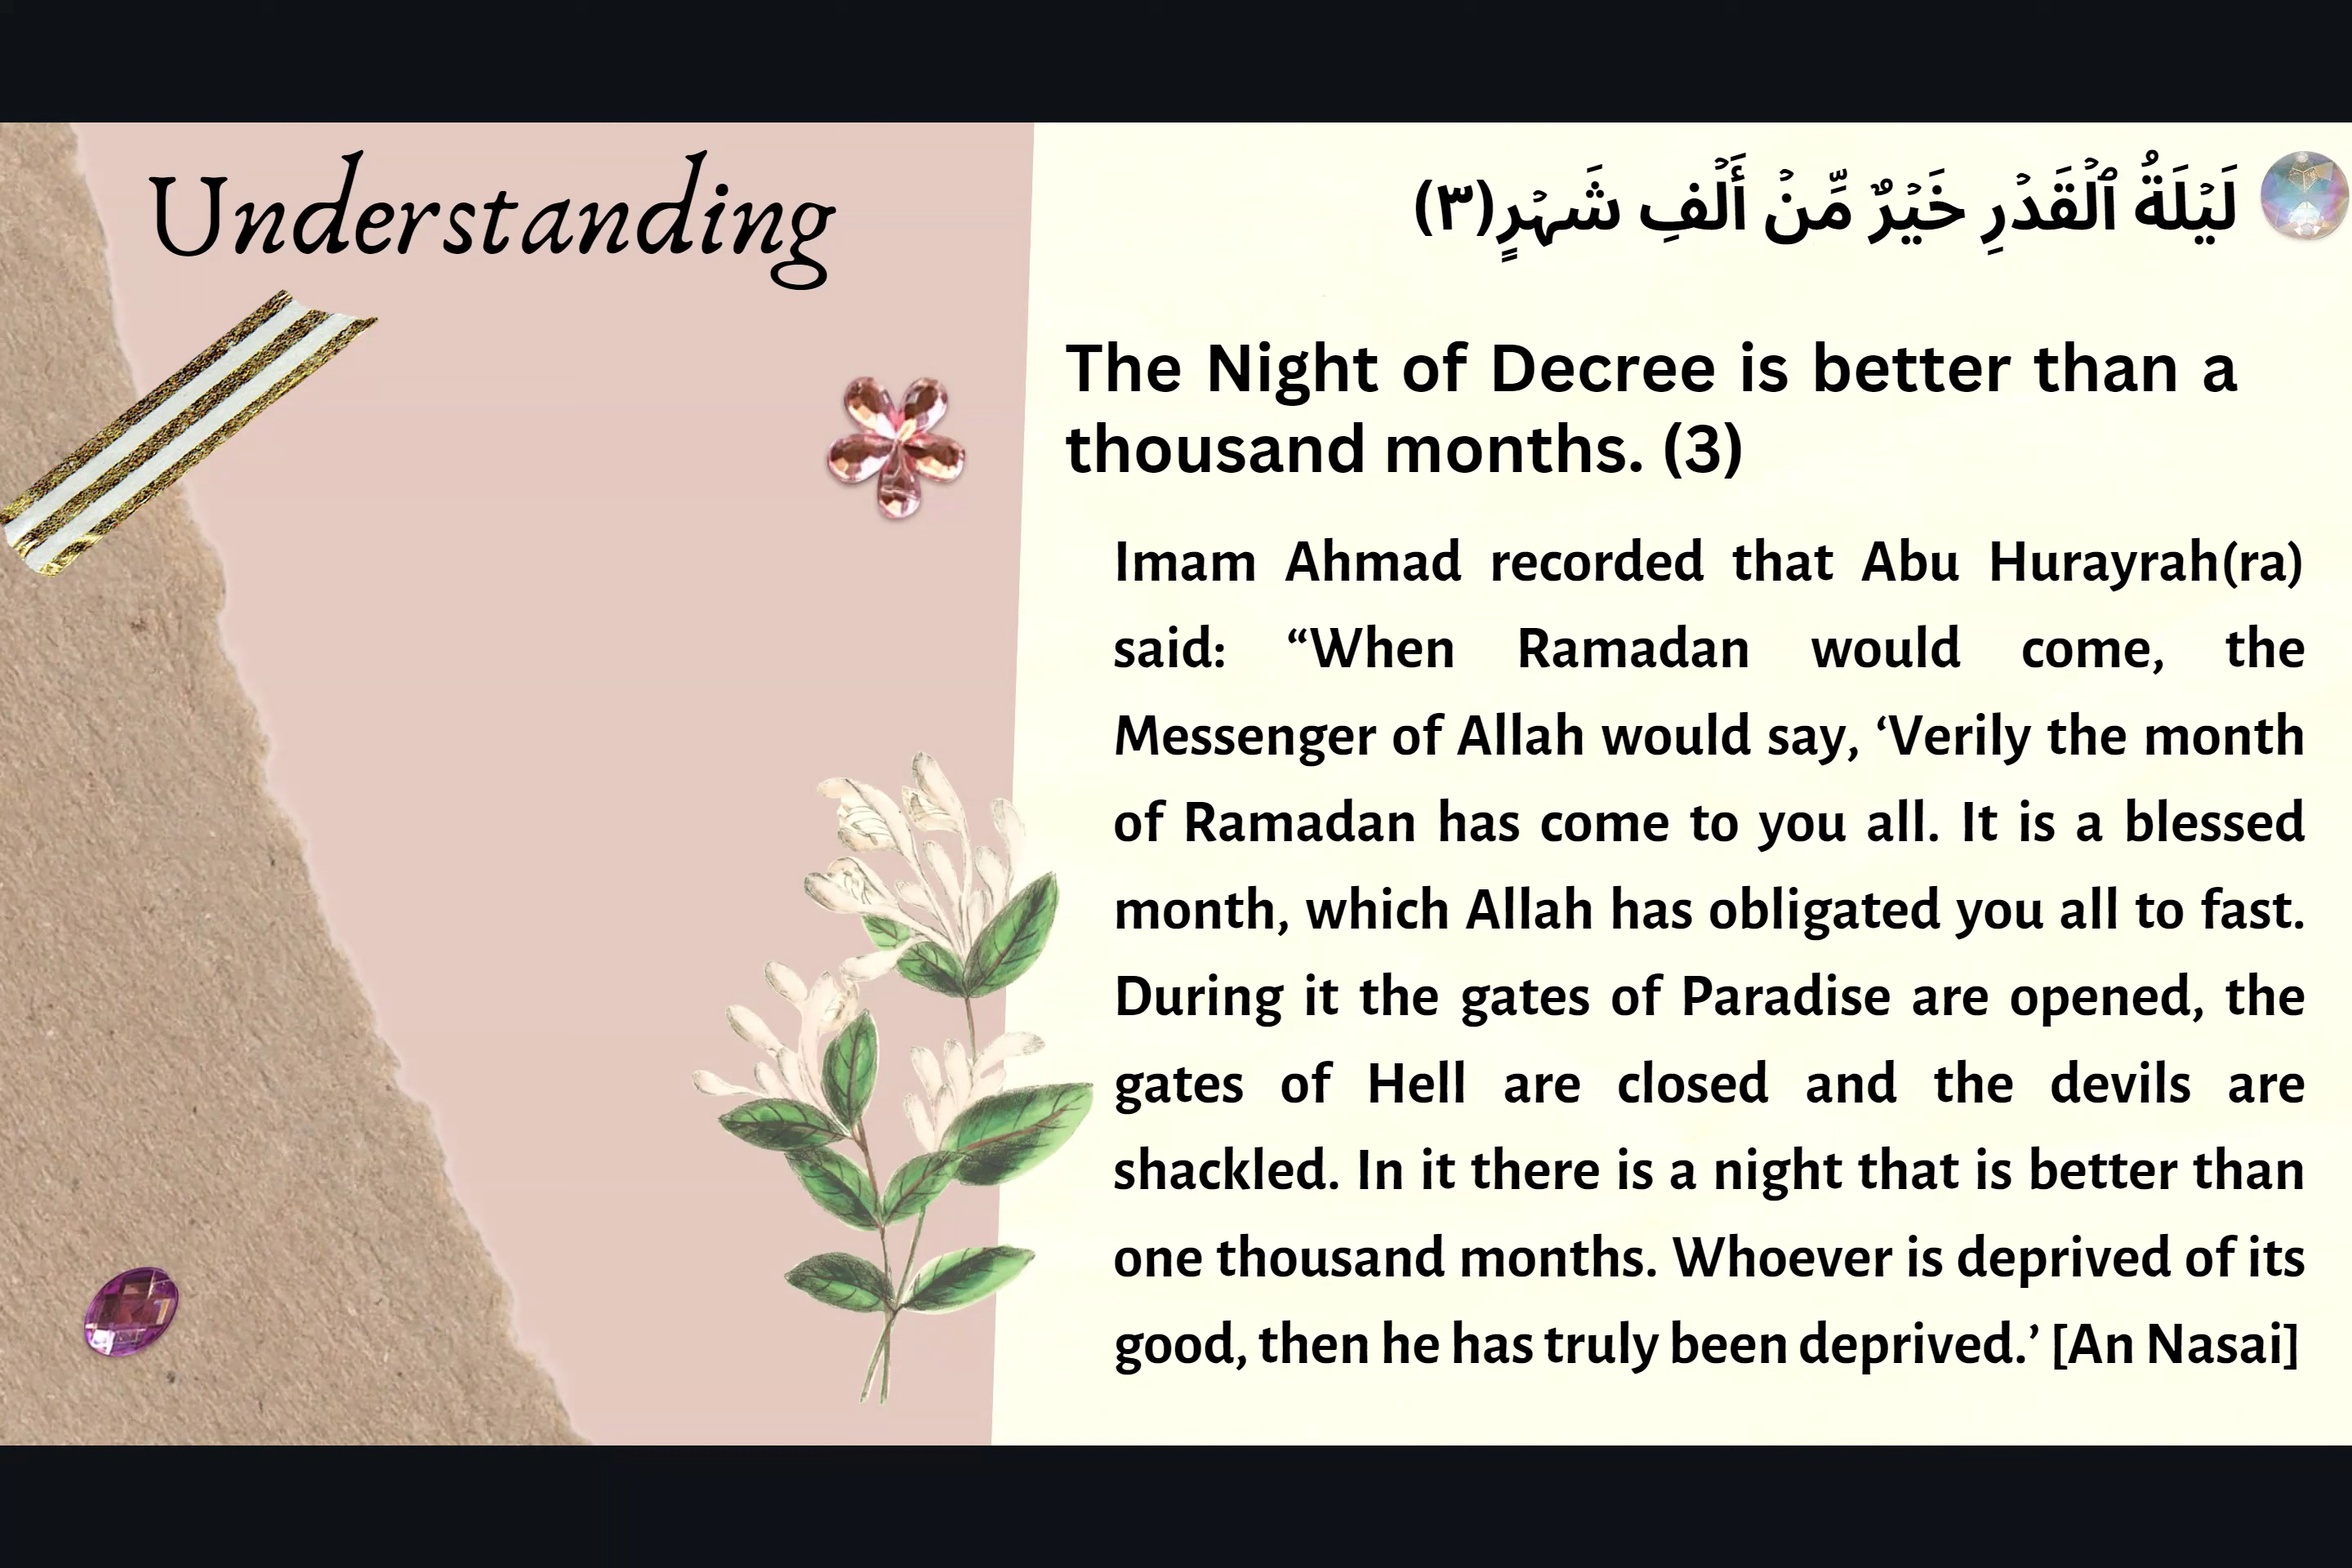 Understanding
لَيْلَةُ ٱلْقَدْرِ خَيْرٌ مِّنْ أَلْفِ شَهْرٍ(٣)
The Night of Decree is better than a
thousand months. (3)
Imam Ahmad recorded that Abu Hurayrah(ra)
said: “When Ramadan would come, the
Messenger of Allah would say, ‘Verily the month
of Ramadan has come to you all. It is a blessed
month, which Allah has obligated you all to fast.
During it the gates of Paradise are opened, the
gates of Hell are closed and the devils are
shackled. In it there is a night that is better than
one thousand months. Whoever is deprived of its
good, then he has truly been deprived.’ [An Nasai]